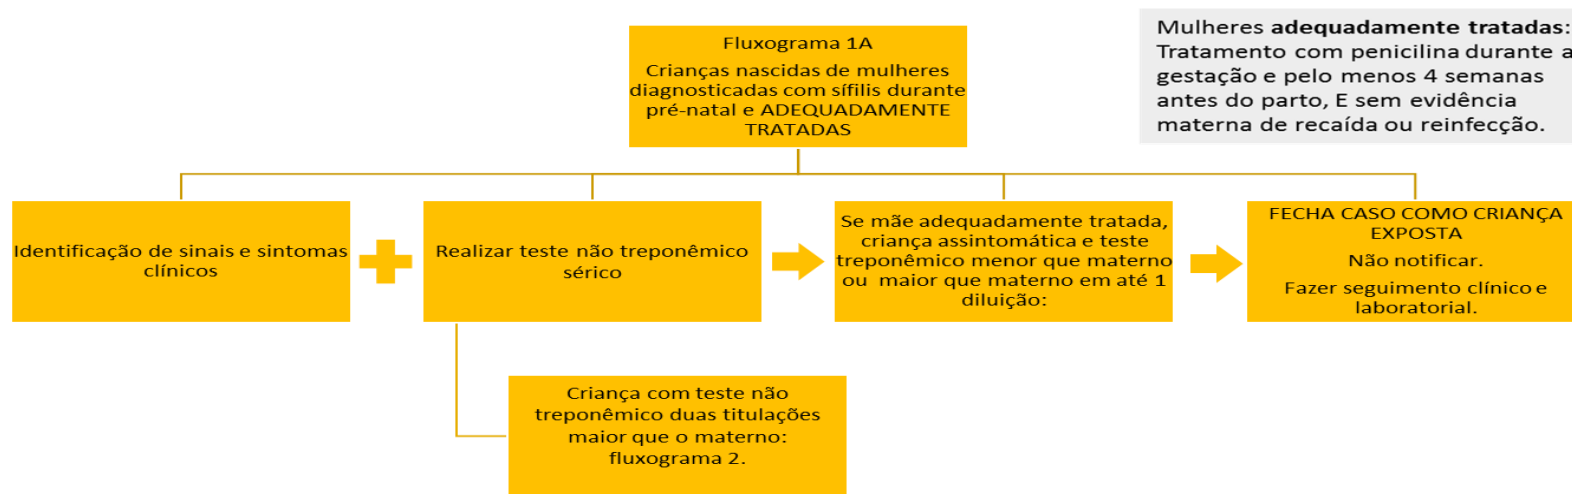 Fluxograma 1A
Crianças nascidas de mulheres
diagnosticadas com sífilis durante
pré-natal e ADEQUADAMENTE
TRATADAS
Mulheres adequadamente tratadas:
Tratamento com penicilina durante a
gestação e pelo menos 4 semanas
antes do parto, E sem evidência
materna de recaída ou reinfecção.
Identificação de sinais e sintomas
clínicos
Realizar teste não treponêmico
sérico
Se mãe adequadamente tratada,
criança assintomática e teste
treponêmico menor que materno
ou maior que materno em até 1
diluição:
FECHA CASO COMO CRIANÇA
EXPOSTA
Não notificar.
Fazer seguimento clínico e
laboratorial.
Criança com teste não
treponêmico duas titulações
maior que o materno:
fluxograma 2.